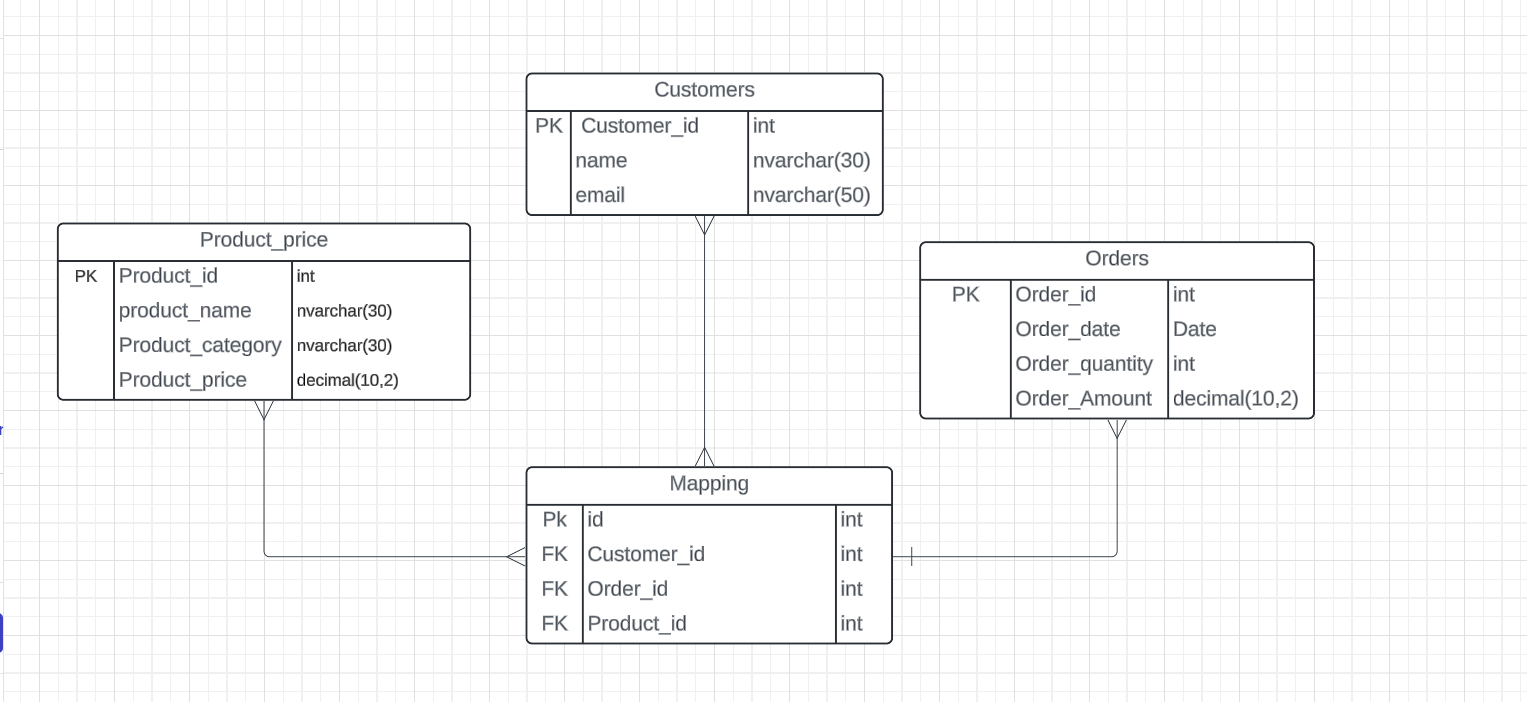 Customers
PK Customer_id int
name nvarchar(30)
email nvarchar(50)
Product_price
PK Product_id int
product_name nvarchar(30)
Product_category nvarchar(30)
Product_price decimal(10,2)
Orders
PK Order_id int
Order_date Date
Order_quantity int
Order_Amount decimal(10,2)
Mapping
Pk id int
FK Customer_id int
FK Order_id int
FK Product_id int